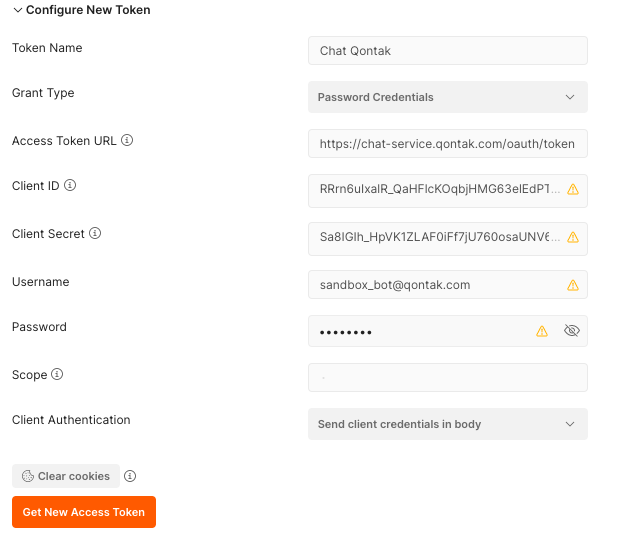 Configure New Token
Token Name
Chat Qontak
Grant Type
Password Credentials
Access Token URL
https://chat-service.qontak.com/oauth/token
Client ID
RRrn6uIxalR_QaHFlcKOqbjHMG63elEdPT...
Client Secret
Sa8IGlh_HpVK1ZLAF0iFf7jU760osaUNV6...
Username
sandbox_bot@qontak.com
Password
••••••••
Scope
Client Authentication
Send client credentials in body
Clear cookies
Get New Access Token